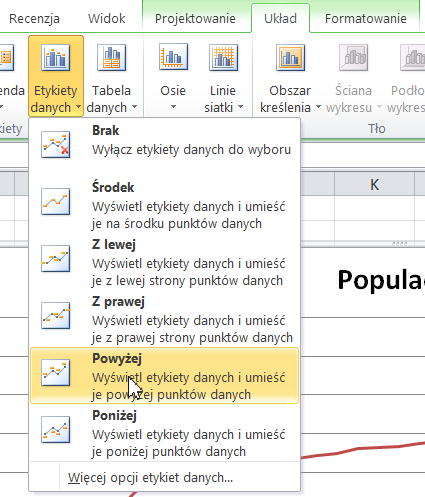 Recenzja Widok Projektowanie Układ Formatowanie
Etykiety danych Tabela danych Osie Linie siatki Obszar kreślenia Ściana wykresu
Tło
Brak
Wyłącz etykiety danych do wyboru
K
Środek
Wyświetl etykiety danych i umieść
je na środku punktów danych
Z lewej
Wyświetl etykiety danych i umieść
je z lewej strony punktów danych
Z prawej
Wyświetl etykiety danych i umieść
je z prawej strony punktów danych
Powyżej
Wyświetl etykiety danych i umieść
je powyżej punktów danych
Poniżej
Wyświetl etykiety danych i umieść
je poniżej punktów danych
Więcej opcji etykiet danych...